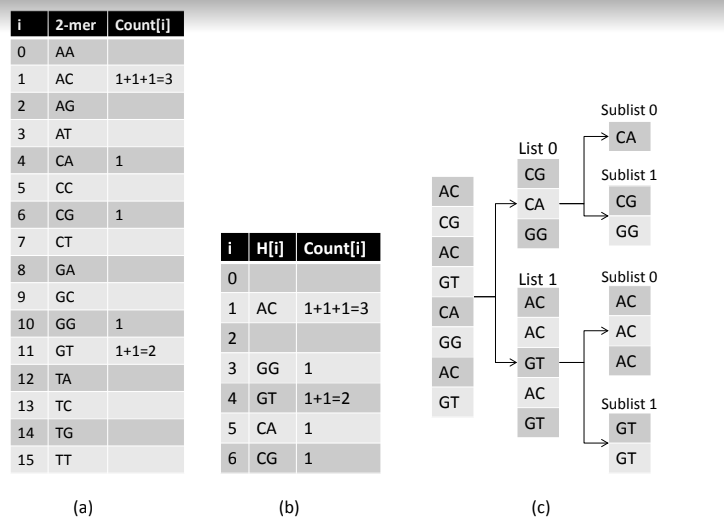 i 2-mer Count[i]
0 AA
1 AC 1+1+1=3
2 AG
3 AT
4 CA 1
5 CC
6 CG 1
7 CT
8 GA
9 GC
10 GG 1
11 GT 1+1=2
12 TA
13 TC
14 TG
15 TT
(a)
i H[i] Count[i]
0
1 AC 1+1+1=3
2
3 GG 1
4 GT 1+1=2
5 CA 1
6 CG 1
(b)
AC
CG
AC
GT
CA
GG
AC
GT
List 0
CG
CA
GG
List 1
AC
AC
GT
AC
GT
Sublist 0
CA
Sublist 1
CG
GG
Sublist 0
AC
AC
AC
Sublist 1
GT
GT
(c)